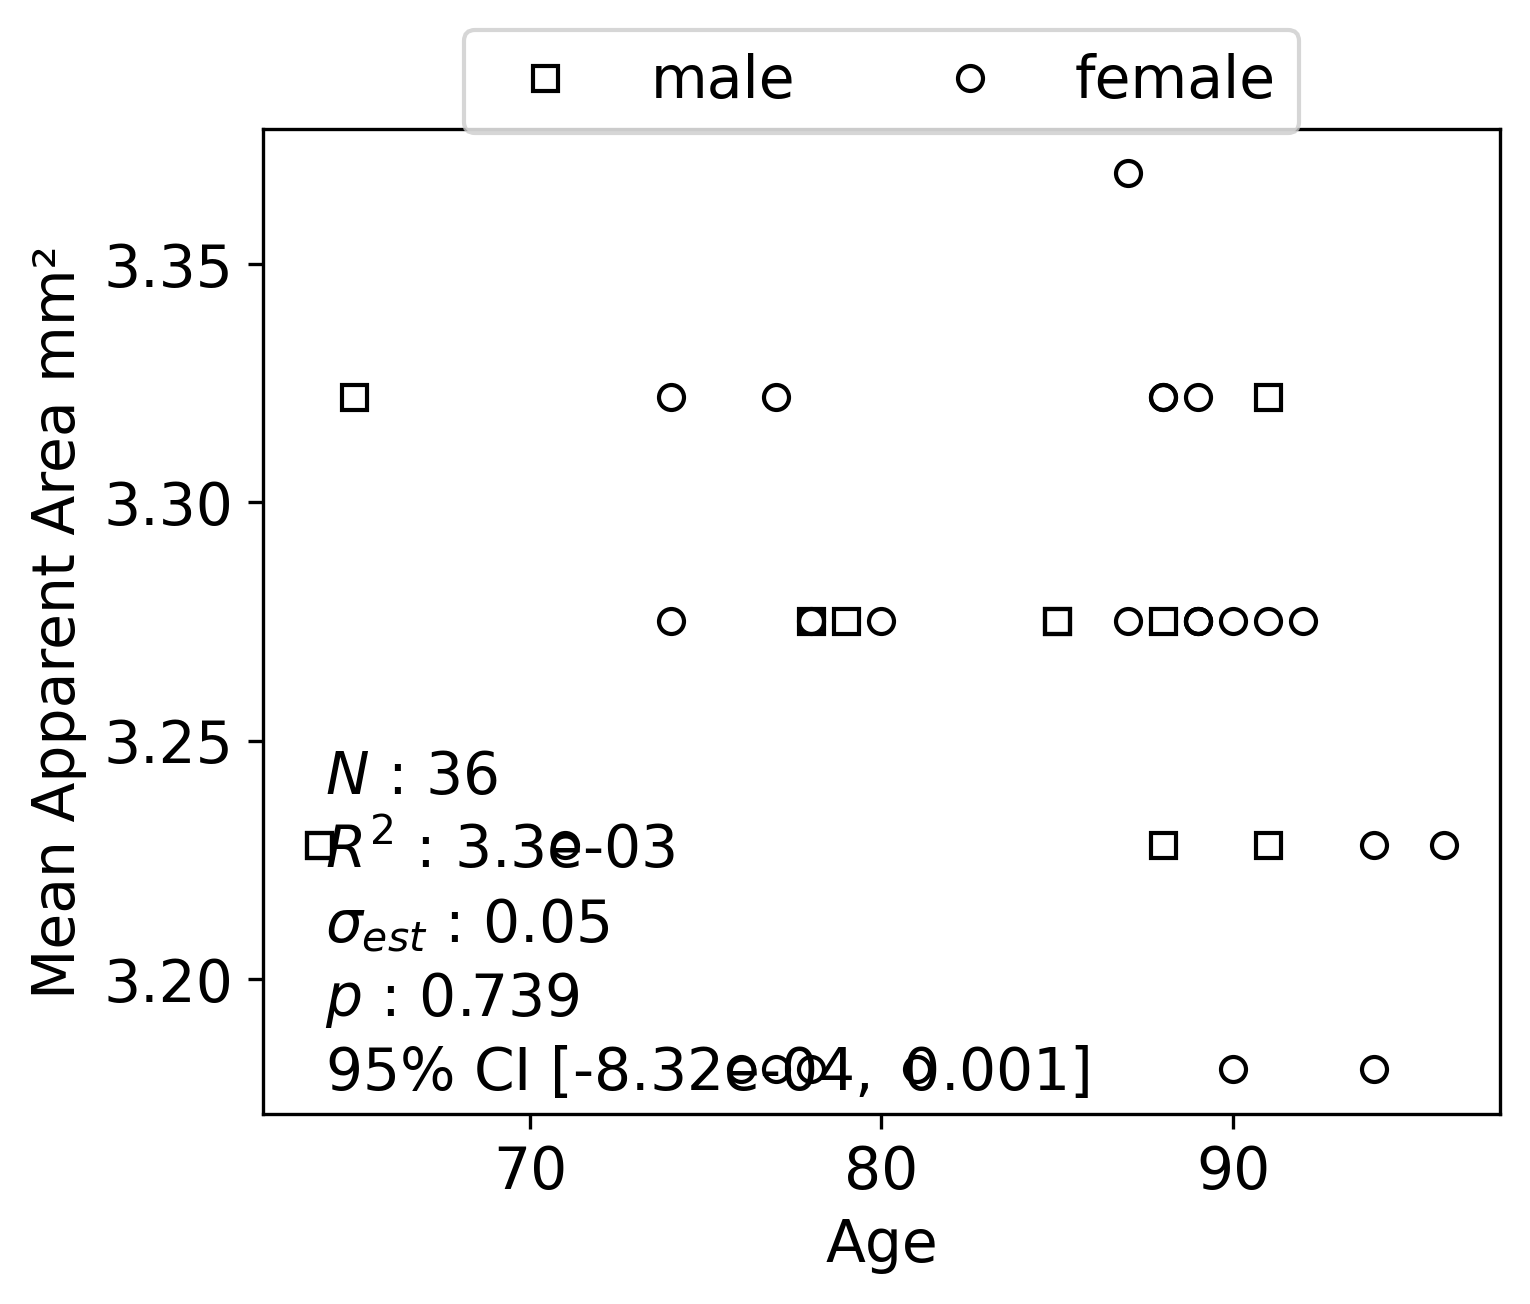 male female
Mean Apparent Area mm²
3.35
3.30
3.25
3.20
N : 36
R² : 3.3e-03
σest : 0.05
p : 0.739
95% CI [-8.32e-04, 0.001]
70 80 90
Age